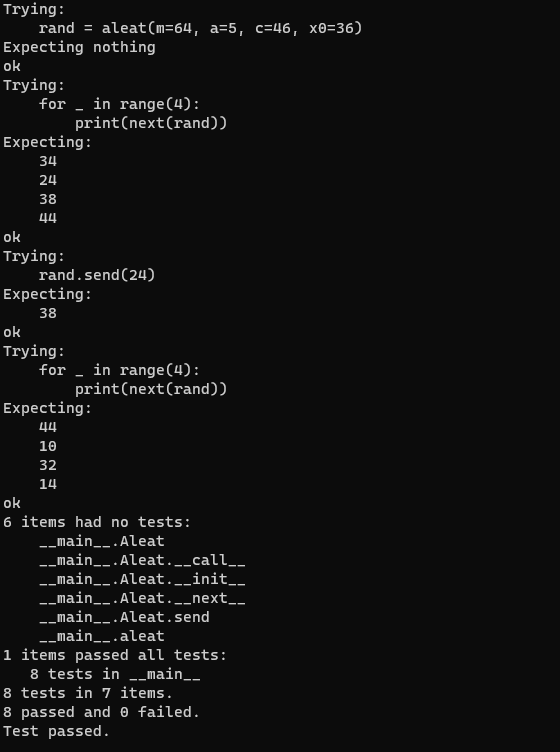 Trying:
    rand = aleat(m=64, a=5, c=46, x0=36)
Expecting nothing
ok
Trying:
    for _ in range(4):
        print(next(rand))
Expecting:
    34
    24
    38
    44
ok
Trying:
    rand.send(24)
Expecting:
    38
ok
Trying:
    for _ in range(4):
        print(next(rand))
Expecting:
    44
    10
    32
    14
ok
6 items had no tests:
    __main__.Aleat
    __main__.Aleat.__call__
    __main__.Aleat.__init__
    __main__.Aleat.__next__
    __main__.Aleat.send
    __main__.aleat
1 items passed all tests:
   8 tests in __main__
8 tests in 7 items.
8 passed and 0 failed.
Test passed.